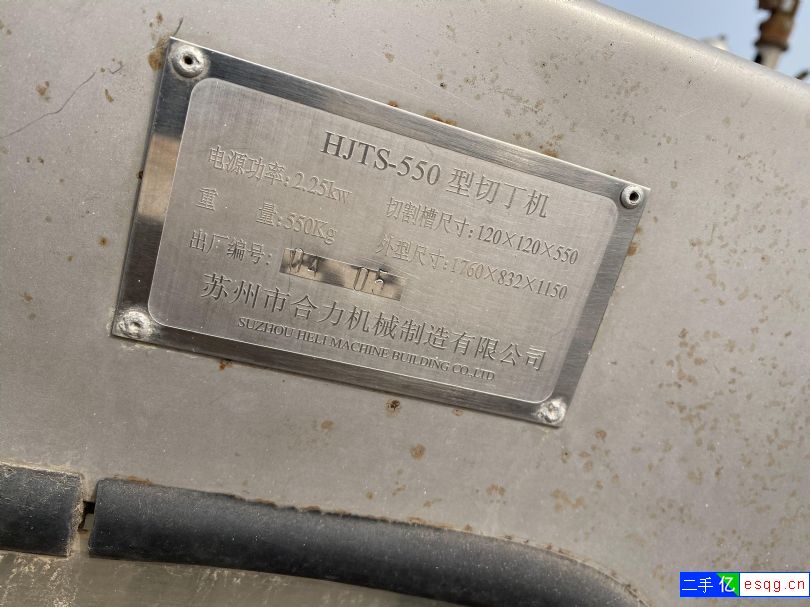 HJTS-550 型切丁机
电源功率:2.25kw 切割槽尺寸:120×120×550
重 量:550Kg 外型尺寸:1760×832×1150
出厂编号: 04 05
苏州市合力机械制造有限公司
SUZHOU HELI MACHINE BUILDING CO.,LTD
二手亿 esqg.cn